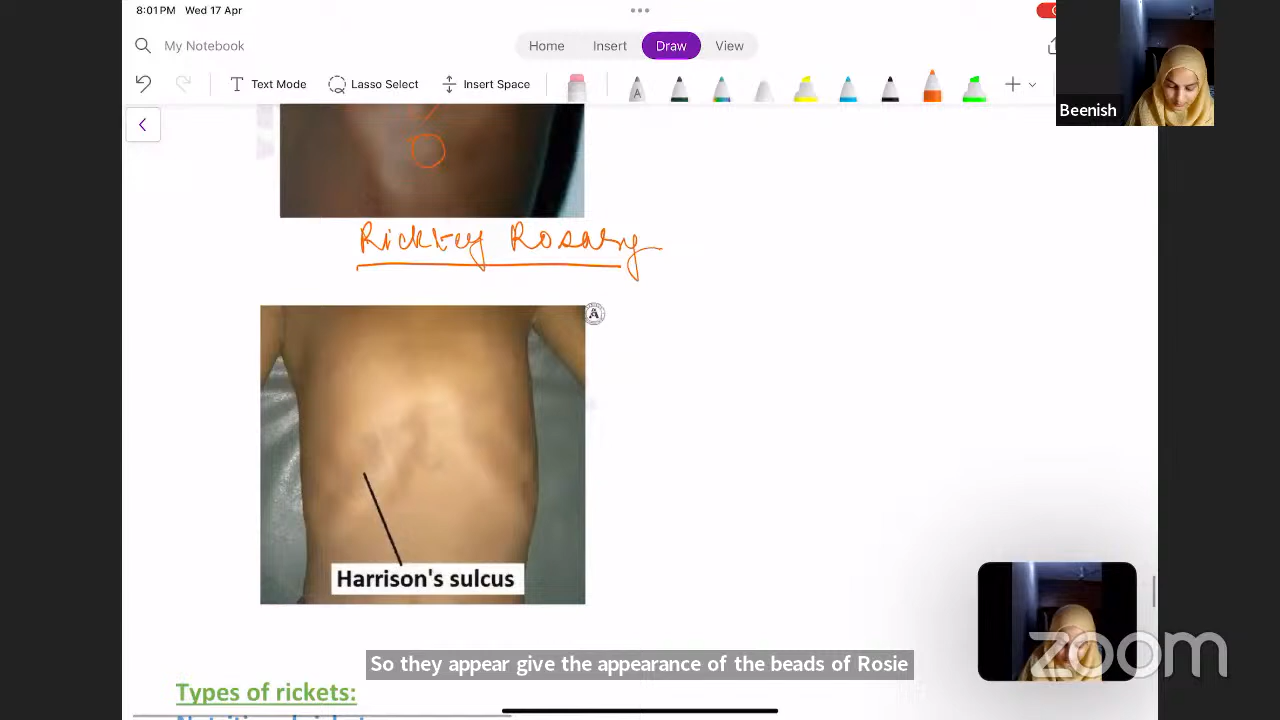 8:01 PM Wed 17 Apr
My Notebook
Home Insert Draw View
Text Mode Lasso Select Insert Space
A
Beenish
Rickety Rosary
A
Harrison's sulcus
zoom
So they appear give the appearance of the beads of Rosie
Types of rickets: